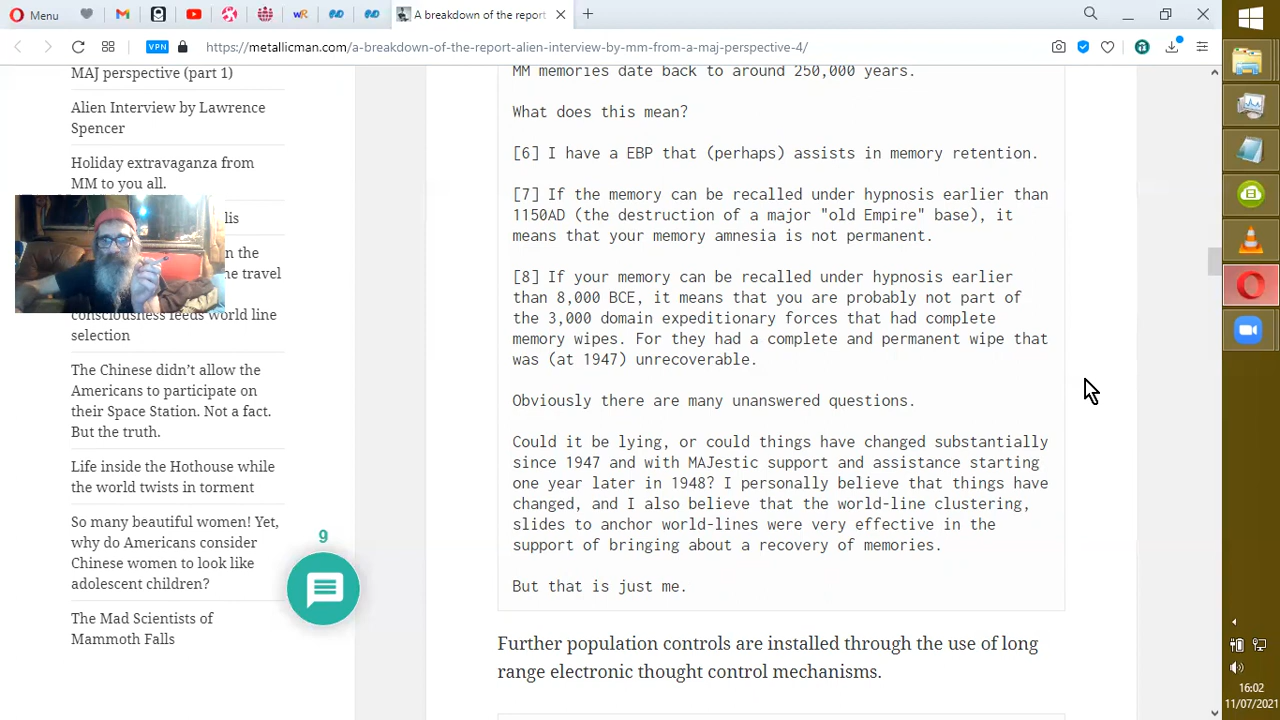 Menu
A breakdown of the report
VPN
https://metallicman.com/a-breakdown-of-the-report-alien-interview-by-mm-from-a-maj-perspective-4/
MAJ perspective (part 1)
Alien Interview by Lawrence
Spencer
Holiday extravaganza from
MM to you all.
lis
n the
ne travel
consciousness feeds world line
selection
The Chinese didn’t allow the
Americans to participate on
their Space Station. Not a fact.
But the truth.
Life inside the Hothouse while
the world twists in torment
So many beautiful women! Yet,
why do Americans consider
Chinese women to look like
adolescent children?
The Mad Scientists of
Mammoth Falls
9
MM memories date back to around 250,000 years.
What does this mean?
[6] I have a EBP that (perhaps) assists in memory retention.
[7] If the memory can be recalled under hypnosis earlier than
1150AD (the destruction of a major "old Empire" base), it
means that your memory amnesia is not permanent.
[8] If your memory can be recalled under hypnosis earlier
than 8,000 BCE, it means that you are probably not part of
the 3,000 domain expeditionary forces that had complete
memory wipes. For they had a complete and permanent wipe that
was (at 1947) unrecoverable.
Obviously there are many unanswered questions.
Could it be lying, or could things have changed substantially
since 1947 and with MAJestic support and assistance starting
one year later in 1948? I personally believe that things have
changed, and I also believe that the world-line clustering,
slides to anchor world-lines were very effective in the
support of bringing about a recovery of memories.
But that is just me.
Further population controls are installed through the use of long
range electronic thought control mechanisms.
16:02
11/07/2021